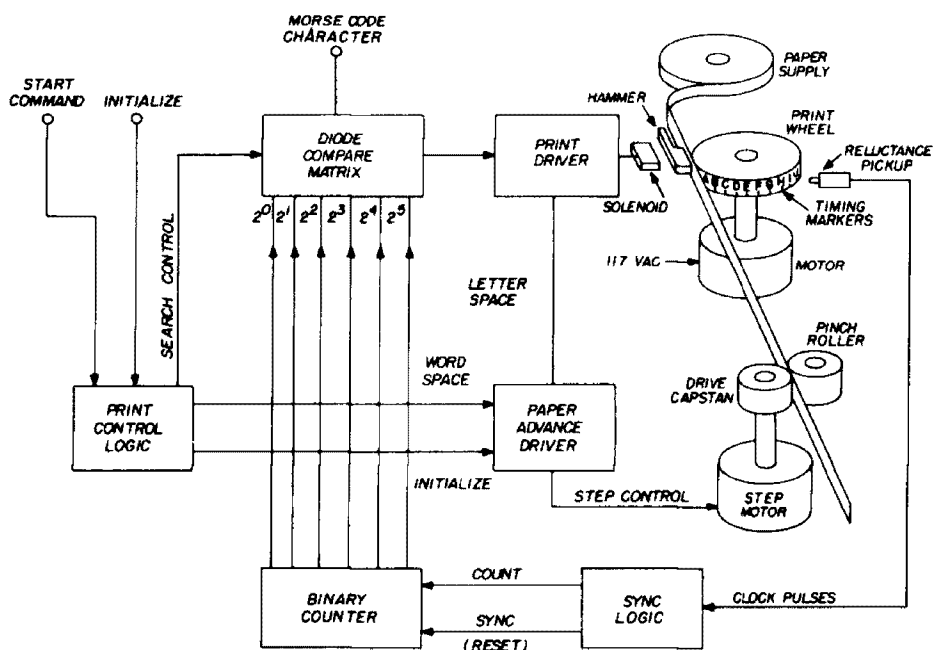 MORSE CODE
CHARACTER
START
COMMAND
INITIALIZE
PAPER
SUPPLY
HAMMER
PRINT
WHEEL
DIODE
COMPARE
MATRIX
PRINT
DRIVER
RELUCTANCE
PICKUP
ABCDEFGHI
SOLENOID
TIMING
MARKERS
2⁰ 2¹ 2² 2³ 2⁴ 2⁵
SEARCH CONTROL
117 VAC
MOTOR
LETTER
SPACE
WORD
SPACE
PINCH
ROLLER
DRIVE
CAPSTAN
PRINT
CONTROL
LOGIC
PAPER
ADVANCE
DRIVER
INITIALIZE
STEP CONTROL
STEP
MOTOR
BINARY
COUNTER
COUNT
SYNC
(RESET)
SYNC
LOGIC
CLOCK PULSES